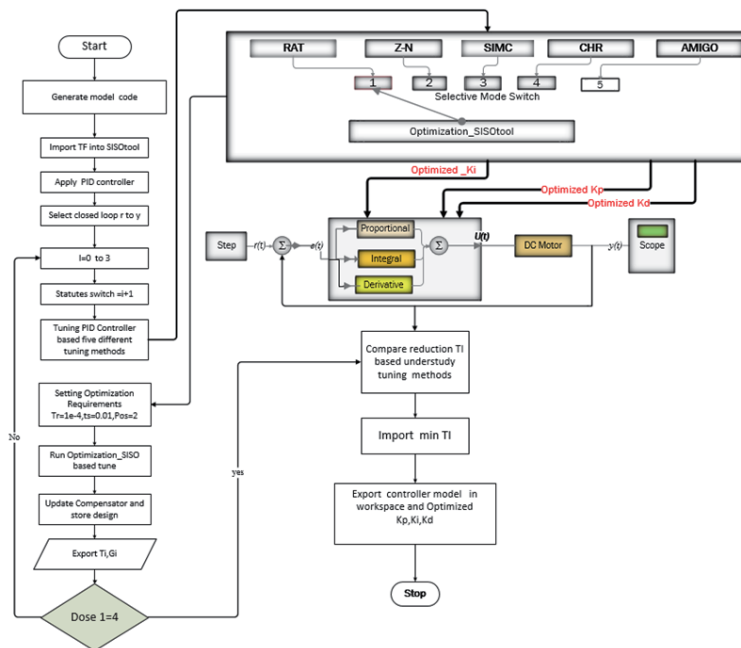 Start
Generate model code
Import TF into SISOtool
Apply PID controller
Select closed loop r to y
I=0 to 3
Statutes switch =i+1
Tuning PID Controller
based five different
tuning methods
RAT
Z-N
SIMC
CHR
AMIGO
1
2
3
4
5
Selective Mode Switch
Optimization_SISOtool
Optimized _Ki
Optimized Kp
Optimized Kd
Step
r(t)
Σ
e(t)
Proportional
Integral
Derivative
Σ
U(t)
DC Motor
y(t)
Scope
Setting Optimization
Requirements
Tr=1e-4,ts=0.01,Pos=2
Run Optimization_SISO
based tune
Update Compensator and
store design
Export Ti,Gi
Dose 1=4
No
yes
Compare reduction TI
based understudy
tuning methods
Import min TI
Export controller model in
workspace and Optimized
Kp,Ki,Kd
Stop